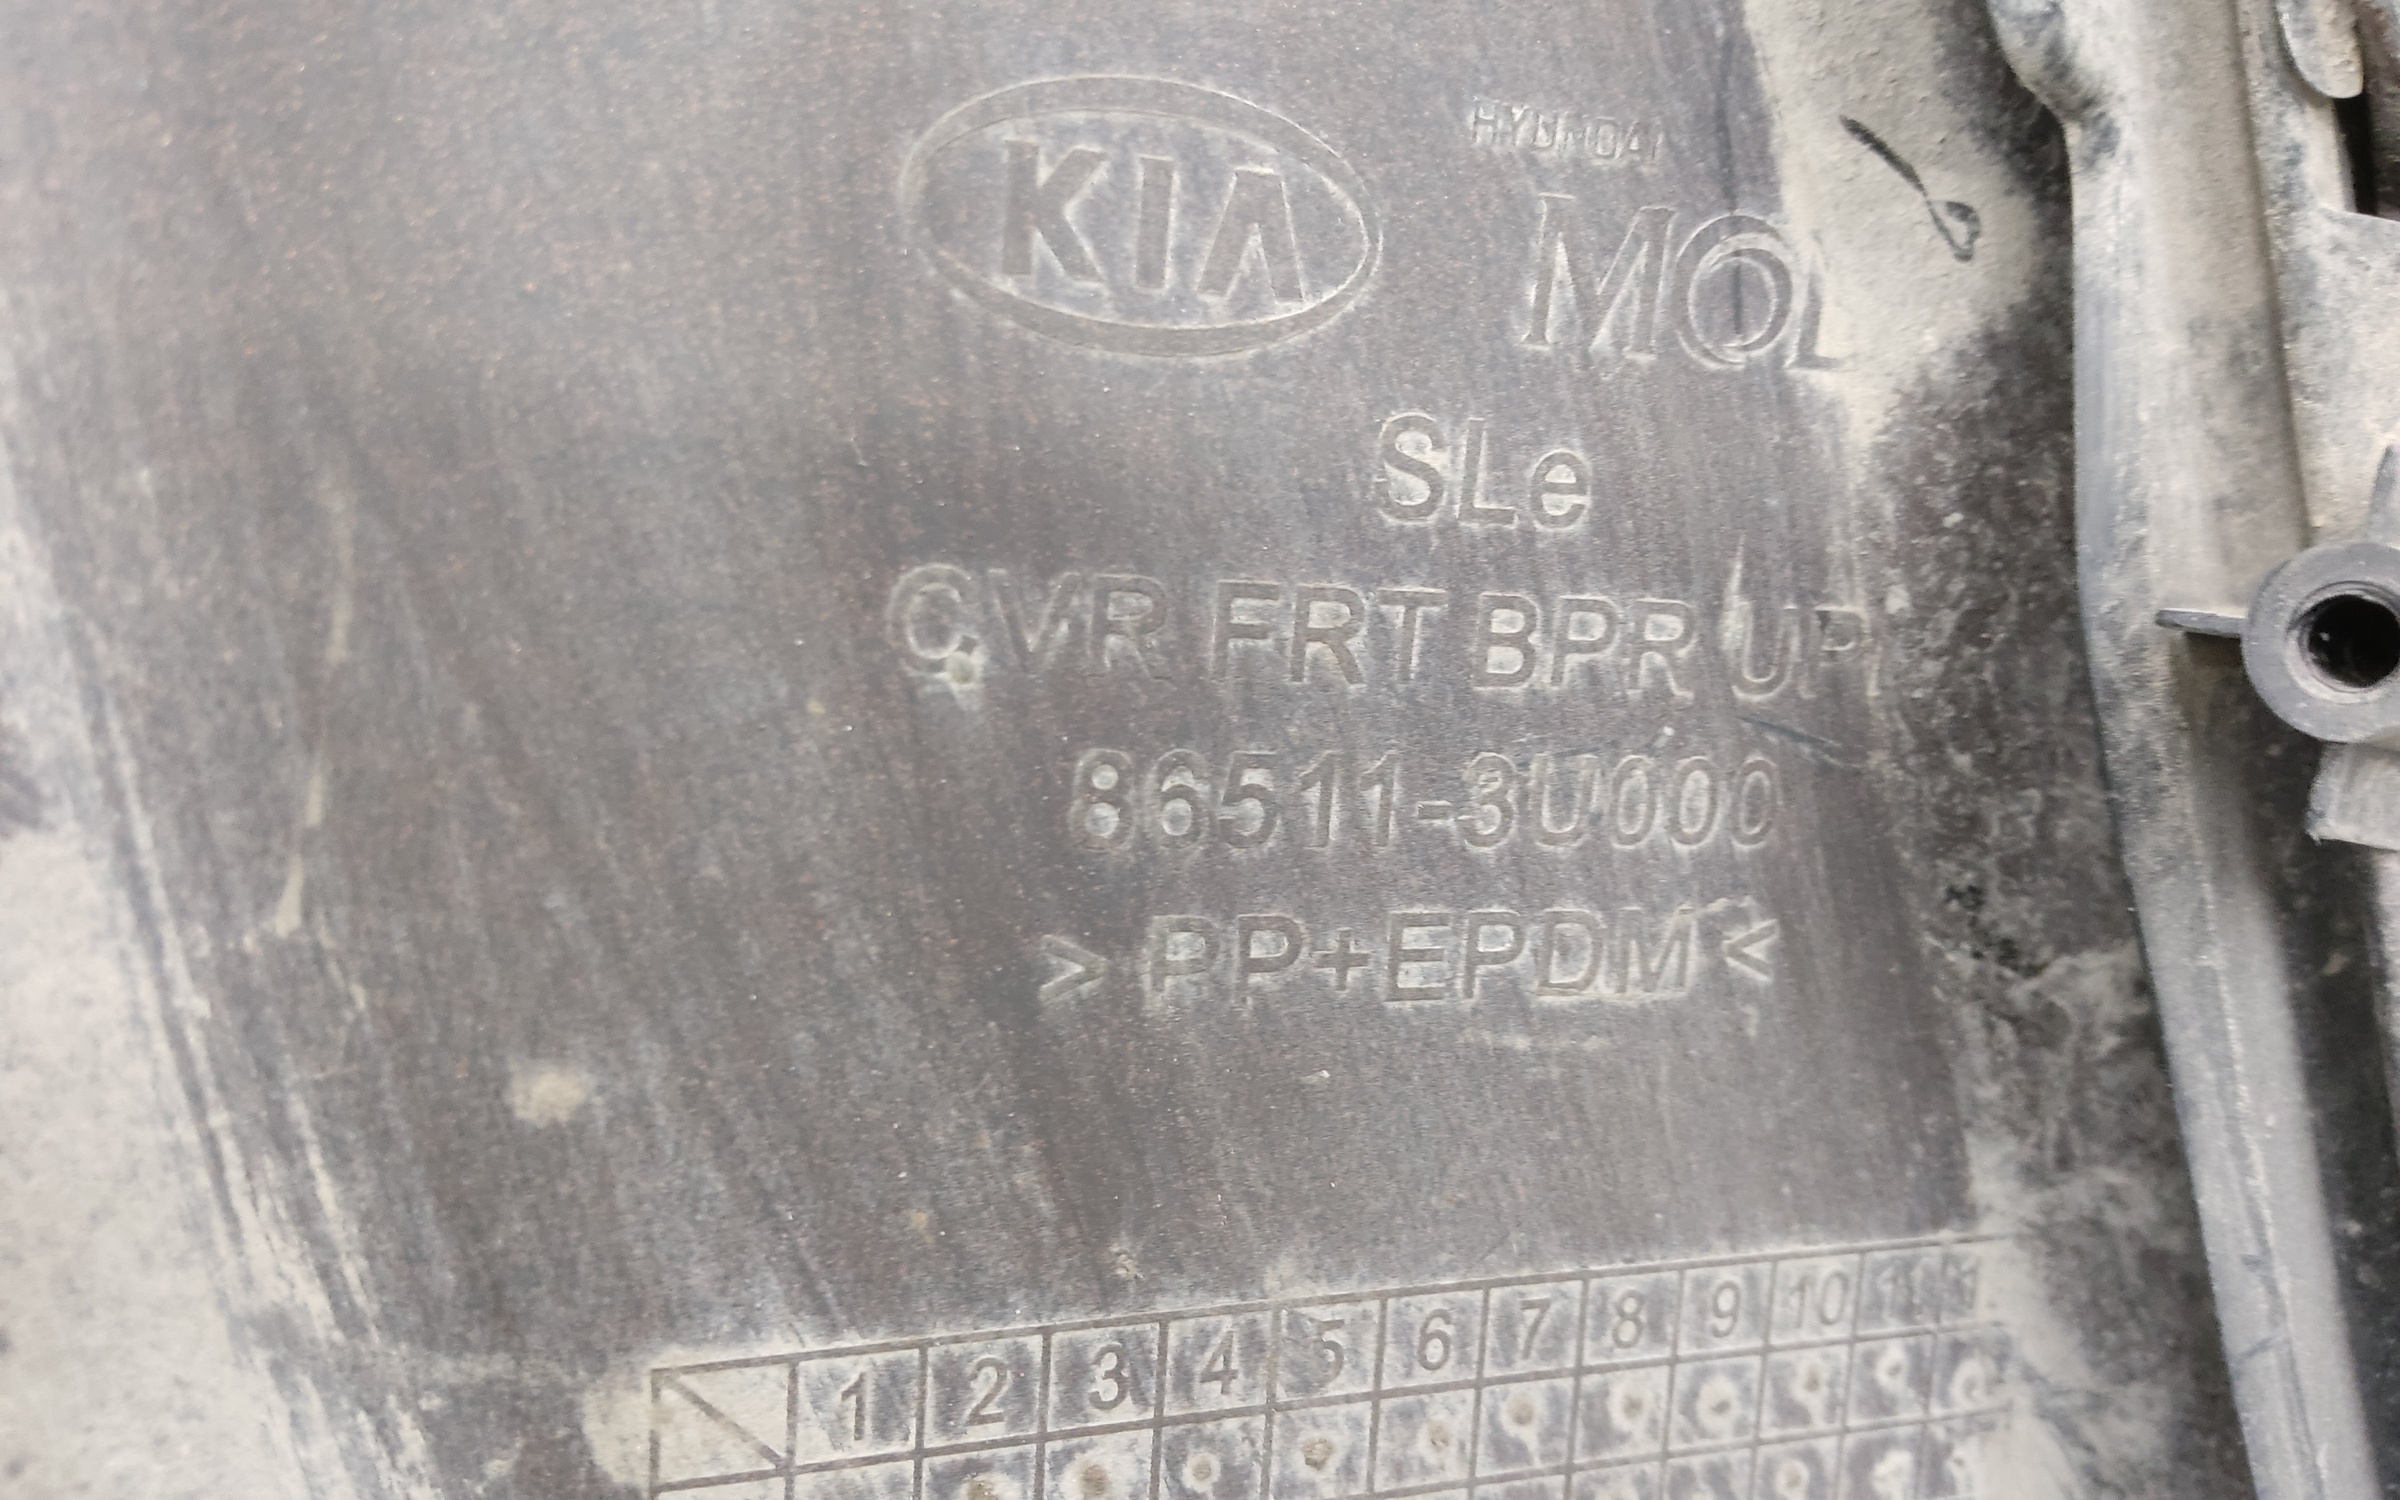 KIA
HYUNDAI
MO
SLe
CVR FRT BPR UP
86511-3U000
>PP+EPDM<
1 2 3 4 5 6 7 8 9 10 11